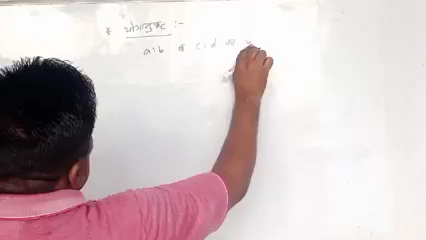 * योगानुपात :-
a:b व c:d का